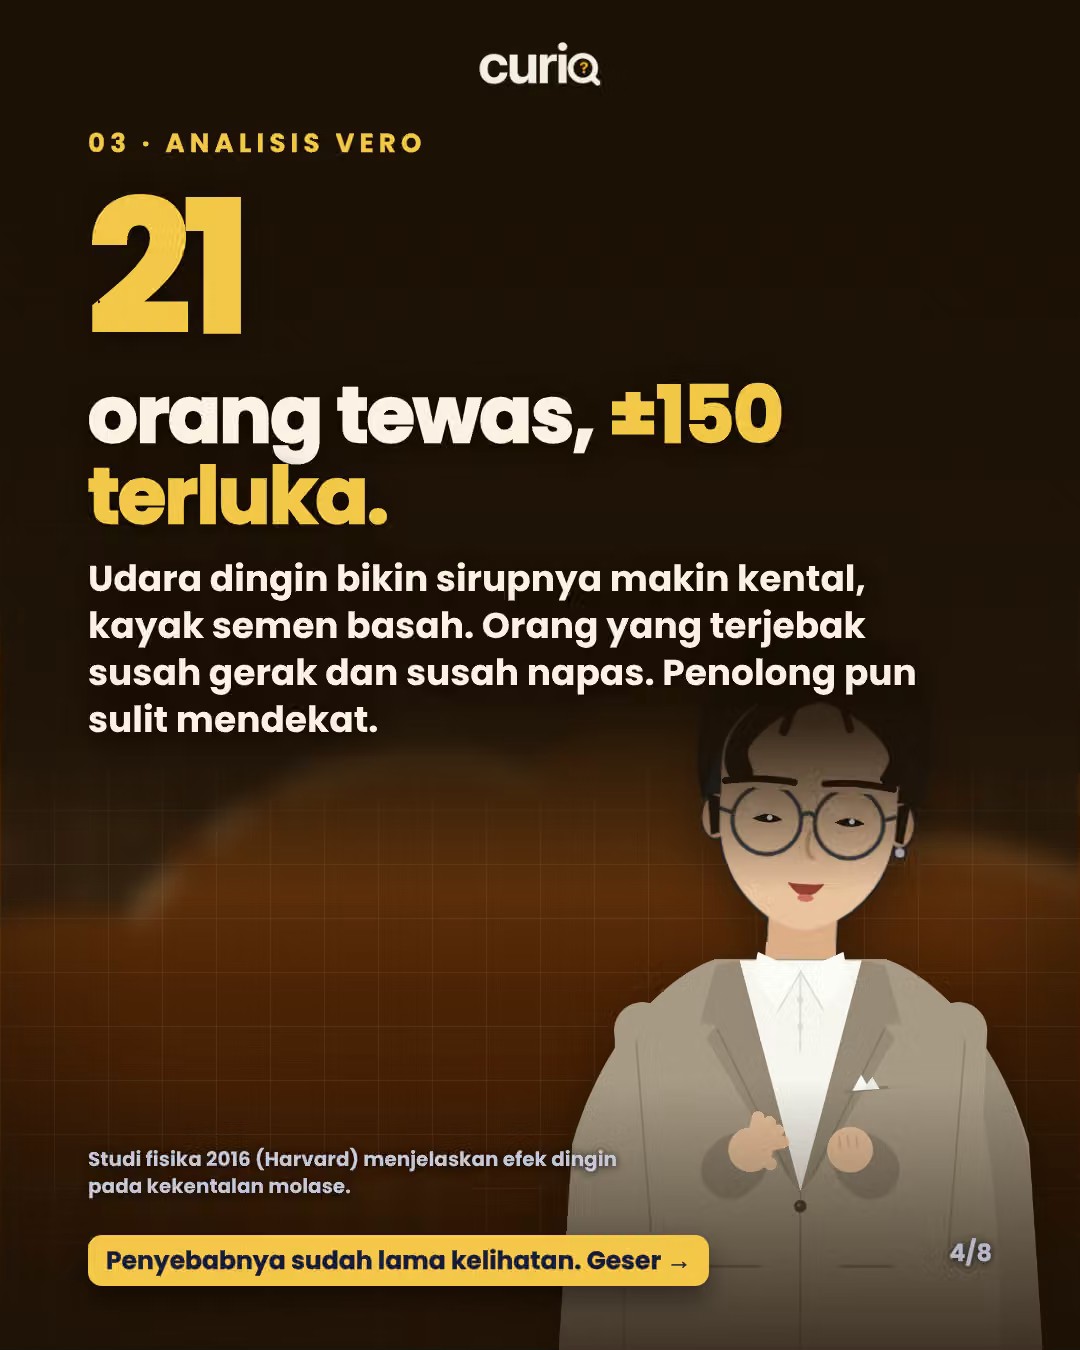 curio
03 · ANALISIS VERO
21
orang tewas, ±150
terluka.
Udara dingin bikin sirupnya makin kental,
kayak semen basah. Orang yang terjebak
susah gerak dan susah napas. Penolong pun
sulit mendekat.
Studi fisika 2016 (Harvard) menjelaskan efek dingin
pada kekentalan molase.
Penyebabnya sudah lama kelihatan. Geser →
4/8